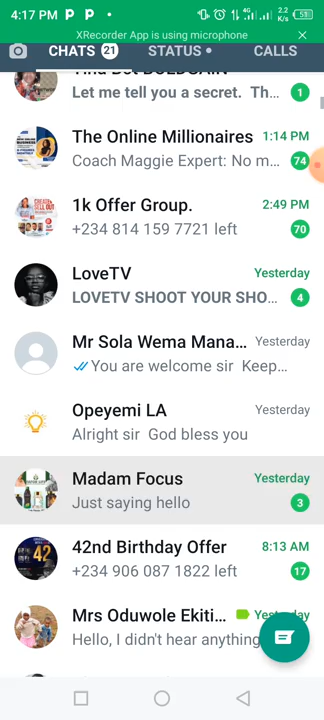 4:17 PM P P • 2.2 K/s 53
XRecorder App is using microphone
CHATS 21 STATUS • CALLS
Let me tell you a secret. Th... 1
The Online Millionaires 1:14 PM
Coach Maggie Expert: No m... 74
1k Offer Group. 2:49 PM
+234 814 159 7721 left 70
LoveTV Yesterday
LOVETV SHOOT YOUR SHO... 4
Mr Sola Wema Mana... Yesterday
You are welcome sir Keep...
Opeyemi LA Yesterday
Alright sir God bless you
Madam Focus Yesterday
Just saying hello 3
42nd Birthday Offer 8:13 AM
+234 906 087 1822 left 17
Mrs Oduwole Ekiti... Yesterday
Hello, I didn't hear anything